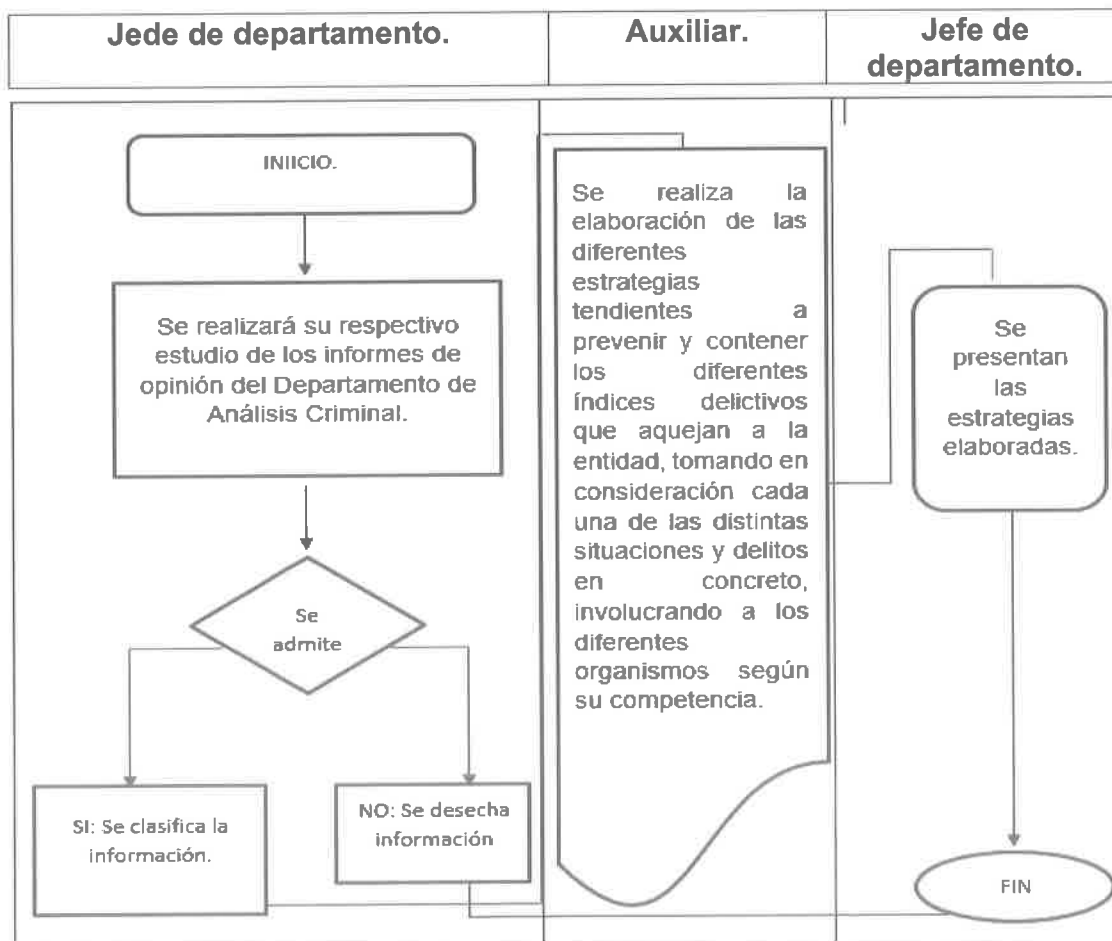 Jede de departamento.
Auxiliar.
Jefe de
departamento.
INIICIO.
Se realizará su respectivo
estudio de los informes de
opinión del Departamento de
Análisis Criminal.
Se
admite
SI: Se clasifica la
información.
NO: Se desecha
información
Se realiza la
elaboración de las
diferentes
estrategias
tendientes a
prevenir y contener
los diferentes
índices delictivos
que aquejan a la
entidad, tomando en
consideración cada
una de las distintas
situaciones y delitos
en concreto,
involucrando a los
diferentes
organismos según
su competencia.
Se
presentan
las
estrategias
elaboradas.
FIN